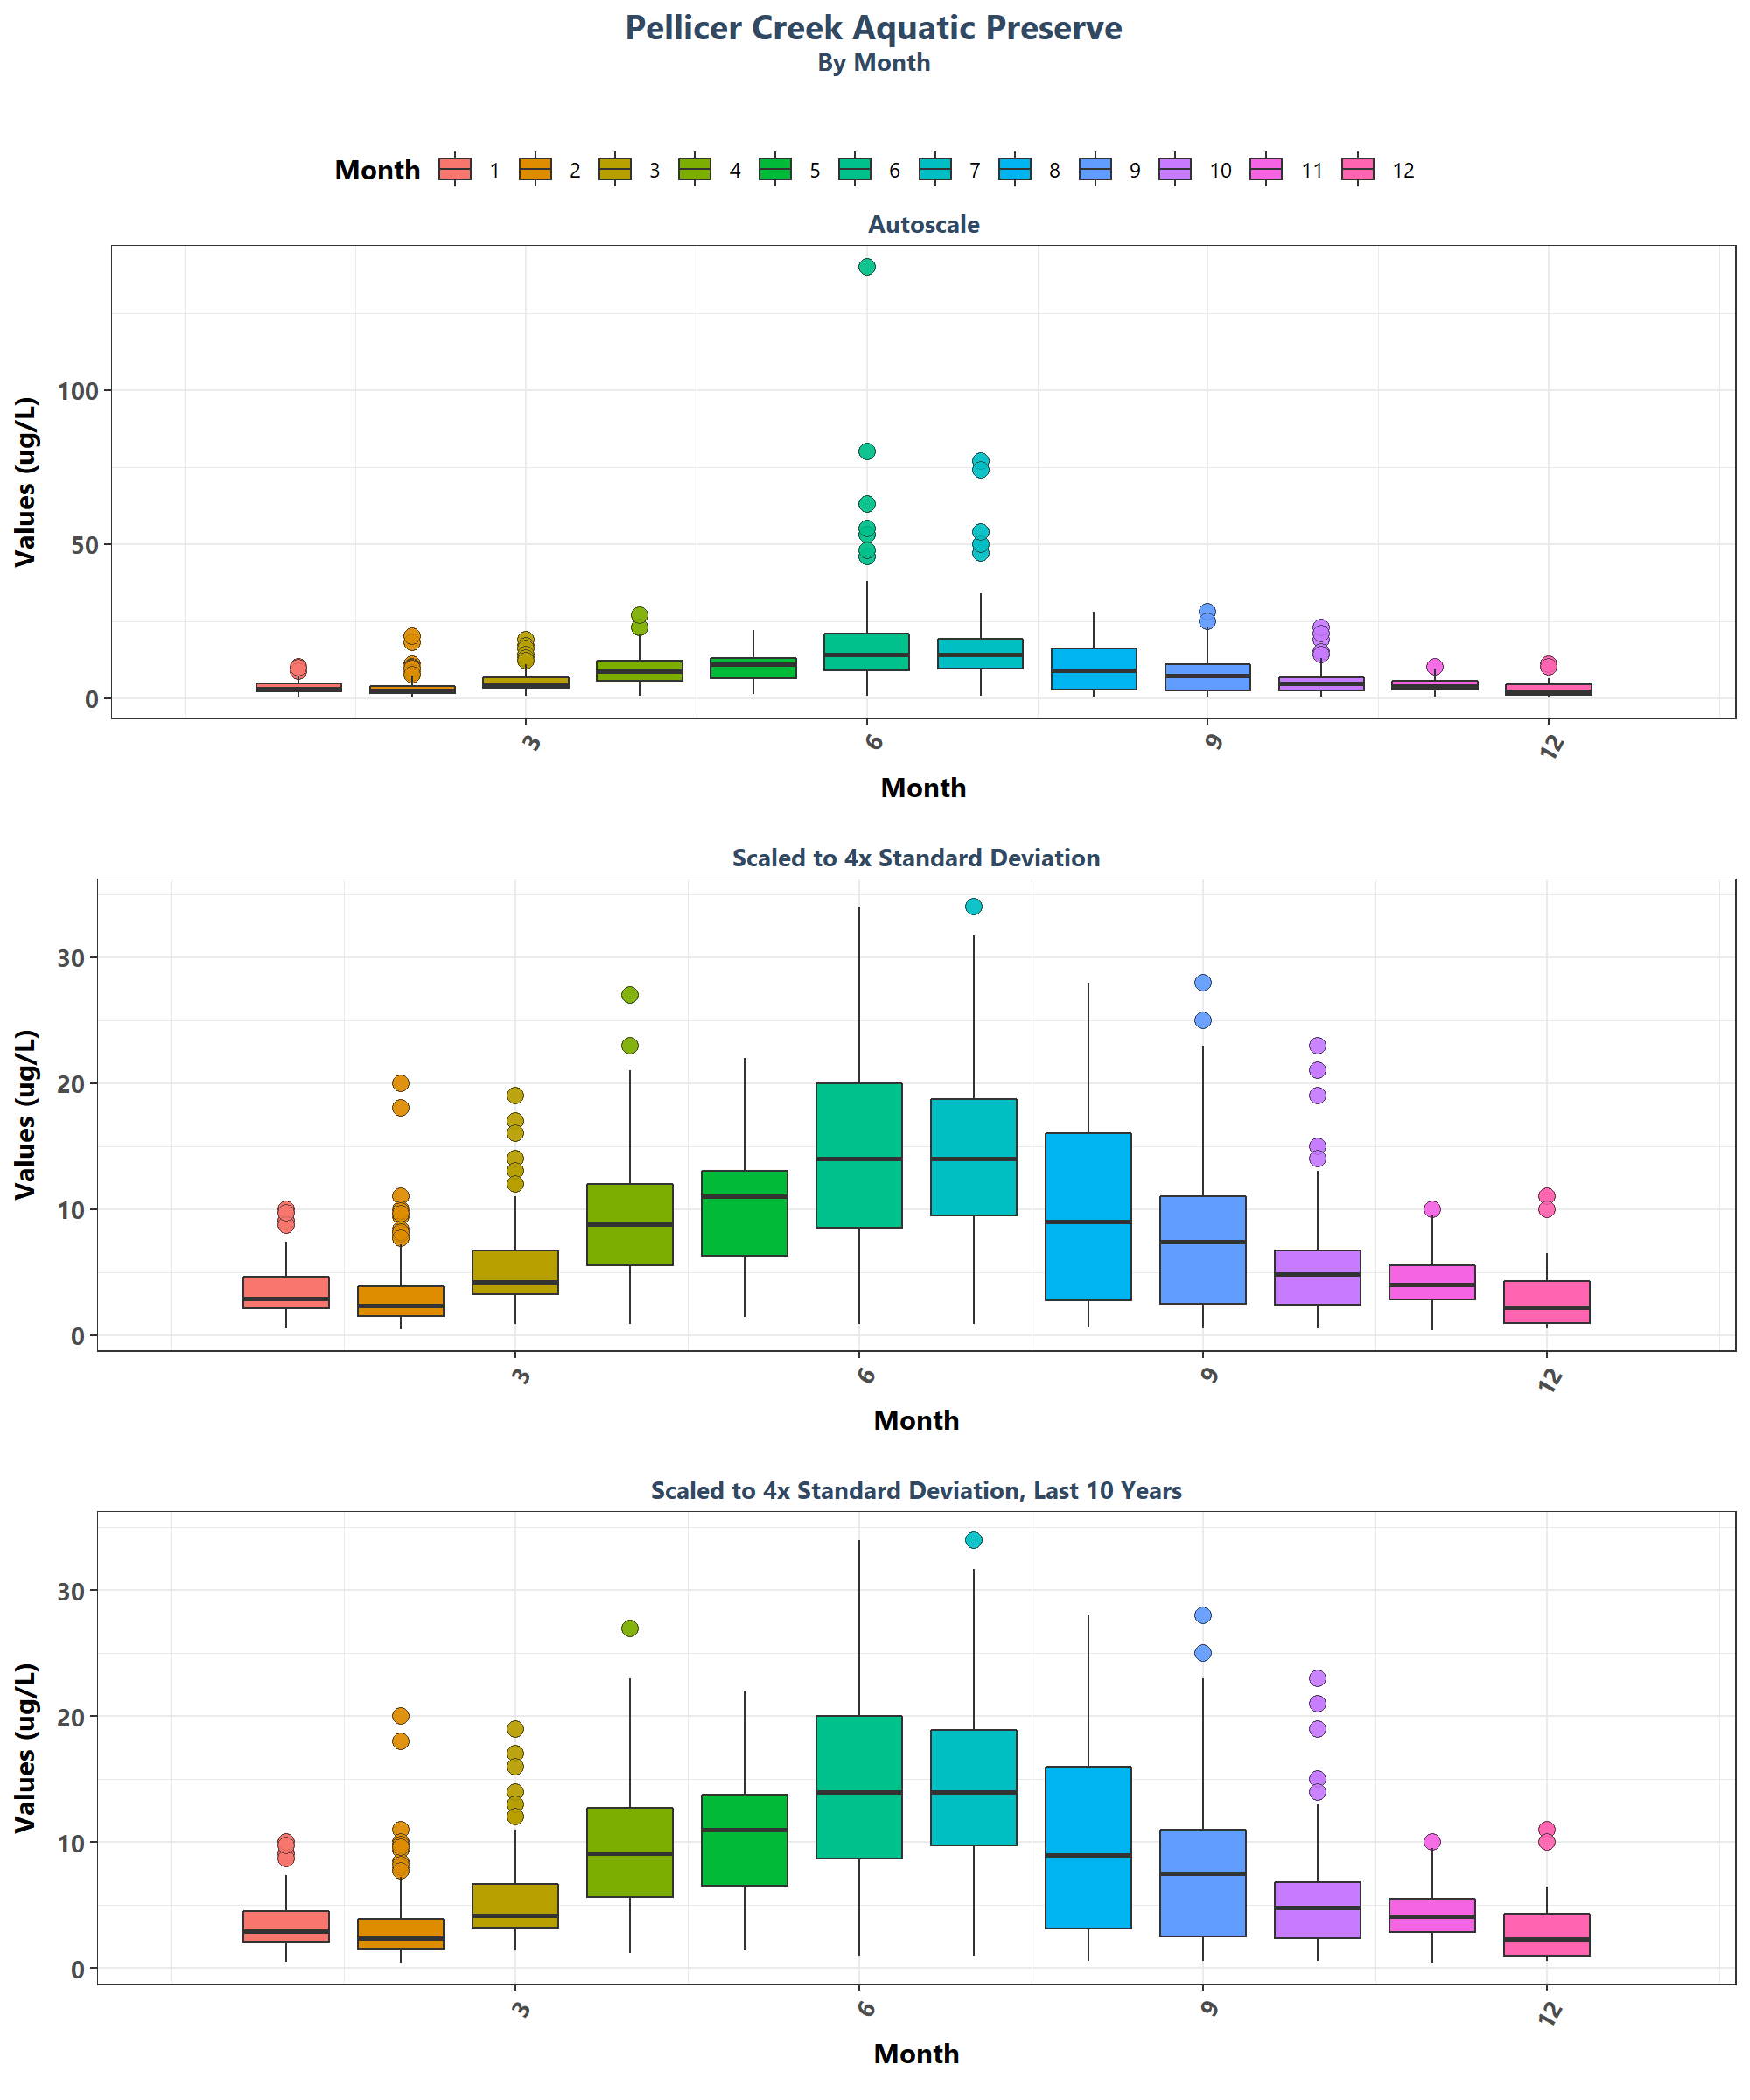 Pellicer Creek Aquatic Preserve
By Month
Month 1 2 3 4 5 6 7 8 9 10 11 12
Autoscale
Values (ug/L)
100
50
0
3 6 9 12
Month
Scaled to 4x Standard Deviation
Values (ug/L)
30
20
10
0
3 6 9 12
Month
Scaled to 4x Standard Deviation, Last 10 Years
Values (ug/L)
30
20
10
0
3 6 9 12
Month